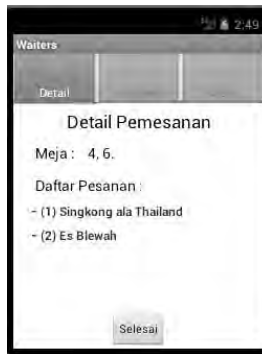 2:49
Waiters
Detail
Detail Pemesanan
Meja : 4, 6.
Daftar Pesanan :
- (1) Singkong ala Thailand
- (2) Es Blewah
Selesai